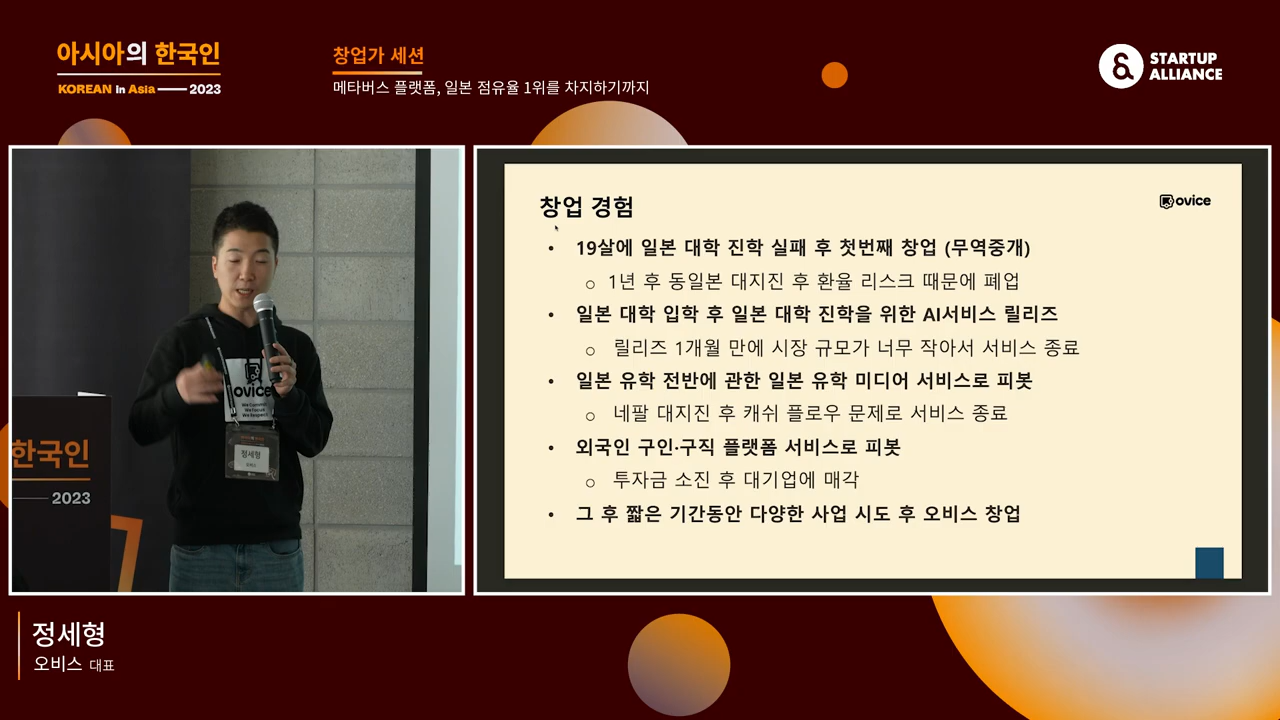 아시아의 한국인
KOREAN in Asia 2023
창업가 세션
메타버스 플랫폼, 일본 점유율 1위를 차지하기까지
STARTUP
ALLIANCE
한국인
2023
ovice
We Commit
We Focus
We Respect
정세형
오비스
창업 경험
ovice
• 19살에 일본 대학 진학 실패 후 첫번째 창업 (무역중개)
○ 1년 후 동일본 대지진 후 환율 리스크 때문에 폐업
• 일본 대학 입학 후 일본 대학 진학을 위한 AI서비스 릴리즈
○ 릴리즈 1개월 만에 시장 규모가 너무 작아서 서비스 종료
• 일본 유학 전반에 관한 일본 유학 미디어 서비스로 피봇
○ 네팔 대지진 후 캐쉬 플로우 문제로 서비스 종료
• 외국인 구인·구직 플랫폼 서비스로 피봇
○ 투자금 소진 후 대기업에 매각
• 그 후 짧은 기간동안 다양한 사업 시도 후 오비스 창업
정세형
오비스 대표